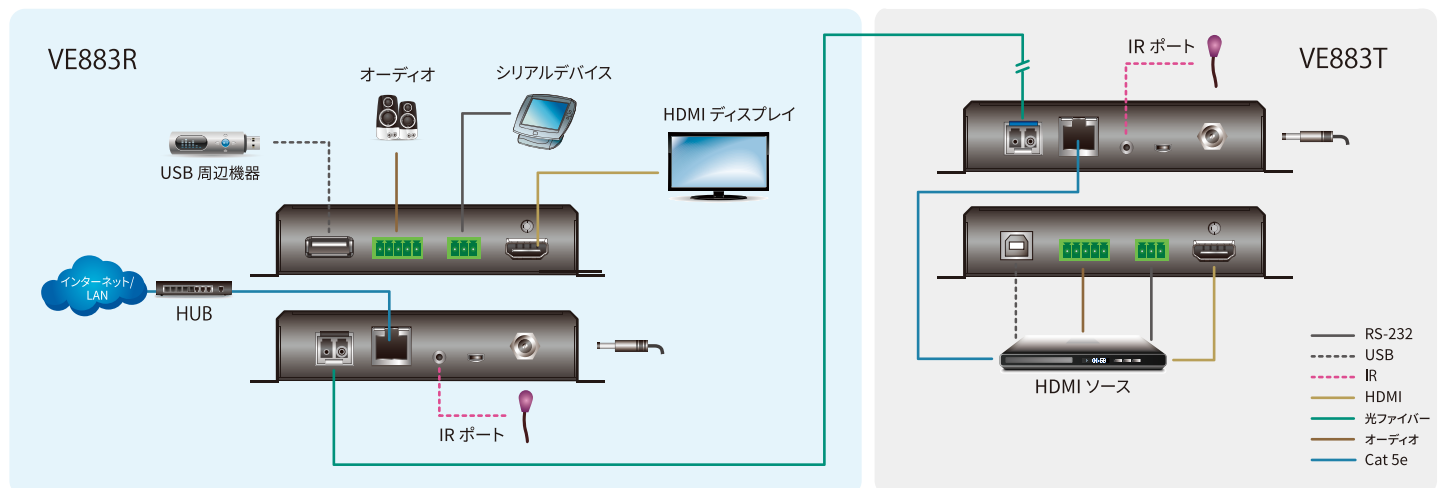 VE883R
オーディオ
シリアルデバイス
HDMI ディスプレイ
USB 周辺機器
インターネット/
LAN
HUB
IR ポート
IR ポート
VE883T
HDMI ソース
RS-232
USB
IR
HDMI
光ファイバー
オーディオ
Cat 5e